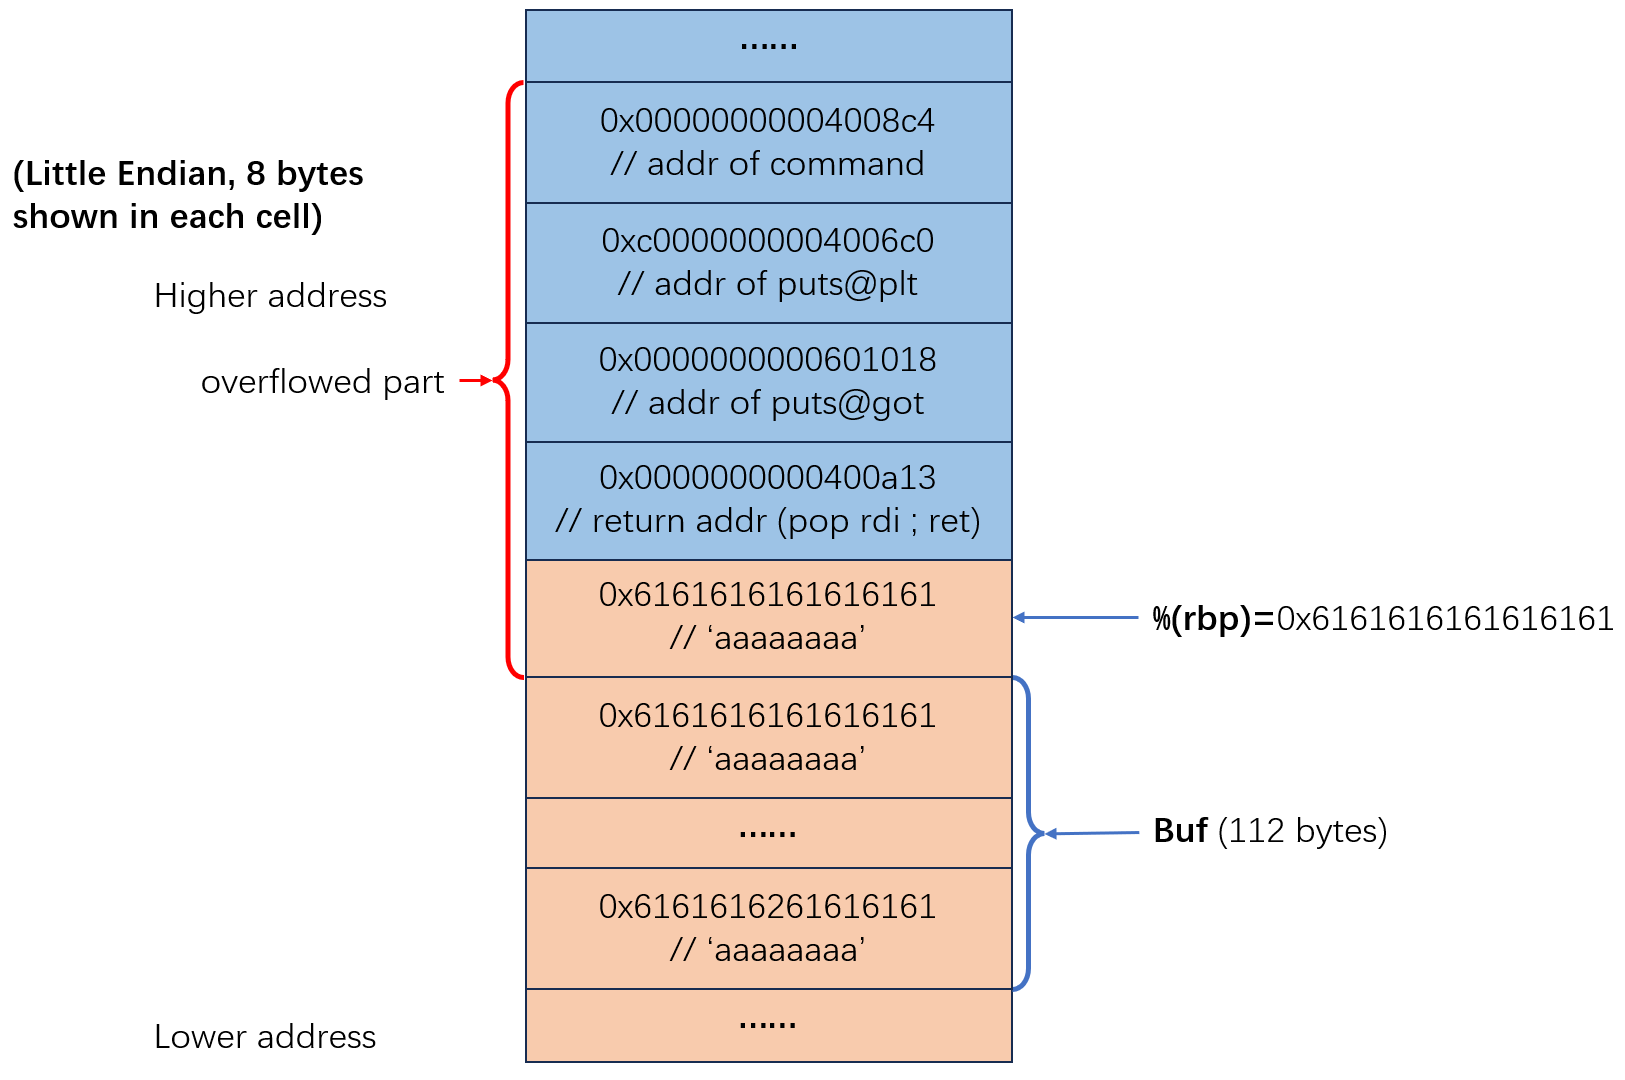 ......
0x00000000004008c4
// addr of command
(Little Endian, 8 bytes
shown in each cell)
0xc0000000004006c0
// addr of puts@plt
Higher address
0x0000000000601018
// addr of puts@got
overflowed part
0x0000000000400a13
// return addr (pop rdi ; ret)
0x6161616161616161
// ‘aaaaaaaa’
%(rbp)=0x6161616161616161
0x6161616161616161
// ‘aaaaaaaa’
......
Buf (112 bytes)
0x6161616261616161
// ‘aaaaaaaa’
......
Lower address